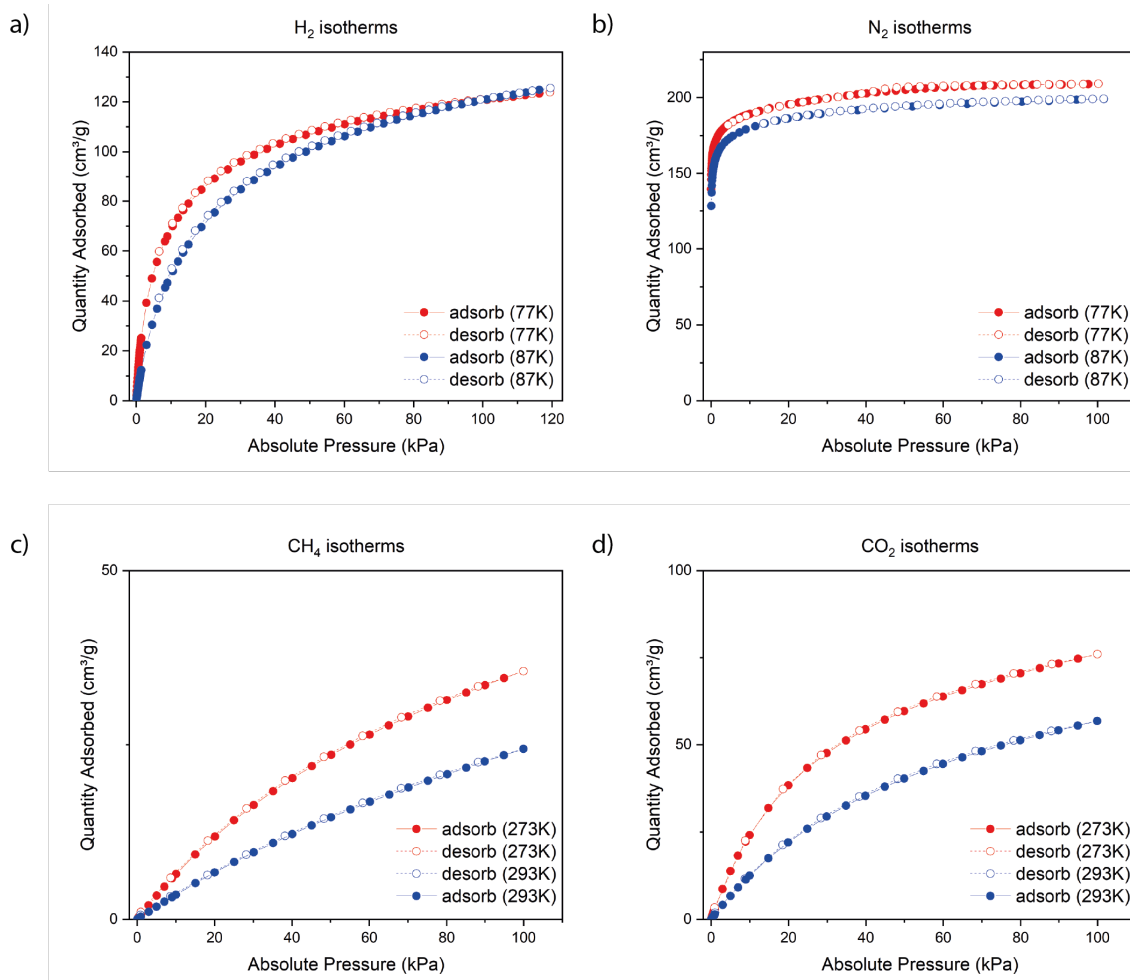 a)
H₂ isotherms
140
120
100
80
60
40
20
0
Quantity Adsorbed (cm³/g)
adsorb (77K)
desorb (77K)
adsorb (87K)
desorb (87K)
0 20 40 60 80 100 120
Absolute Pressure (kPa)
b)
N₂ isotherms
200
150
100
50
0
Quantity Adsorbed (cm³/g)
adsorb (77K)
desorb (77K)
adsorb (87K)
desorb (87K)
0 20 40 60 80 100
Absolute Pressure (kPa)
c)
CH₄ isotherms
50
0
Quantity Adsorbed (cm³/g)
adsorb (273K)
desorb (273K)
desorb (293K)
adsorb (293K)
0 20 40 60 80 100
Absolute Pressure (kPa)
d)
CO₂ isotherms
100
50
0
Quantity Adsorbed (cm³/g)
adsorb (273K)
desorb (273K)
desorb (293K)
adsorb (293K)
0 20 40 60 80 100
Absolute Pressure (kPa)